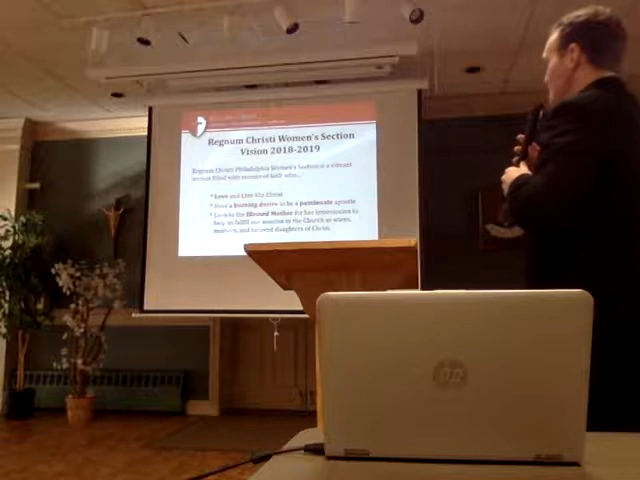 Regnum Christi Women's Section
Vision 2018-2019
Regnum Christi Philadelphia Women's Section is a vibrant
section filled with women of faith who...
* Love and Live like Christ
* Have a burning desire to be a passionate apostle
* Look to the Blessed Mother for her intercession to
help us fulfill our mission in the Church as wives,
mothers, and beloved daughters of Christ.
hp